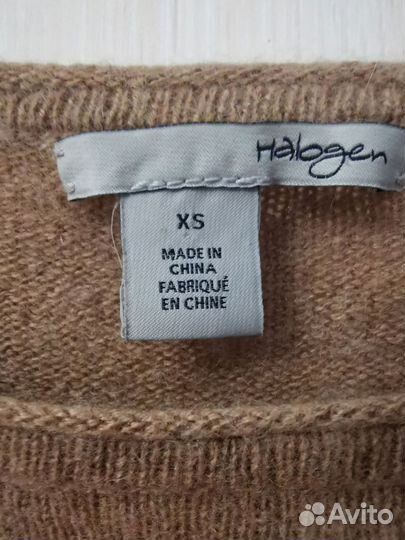 Halogen
XS
MADE IN
CHINA
FABRIQUÉ
EN CHINE
Avito